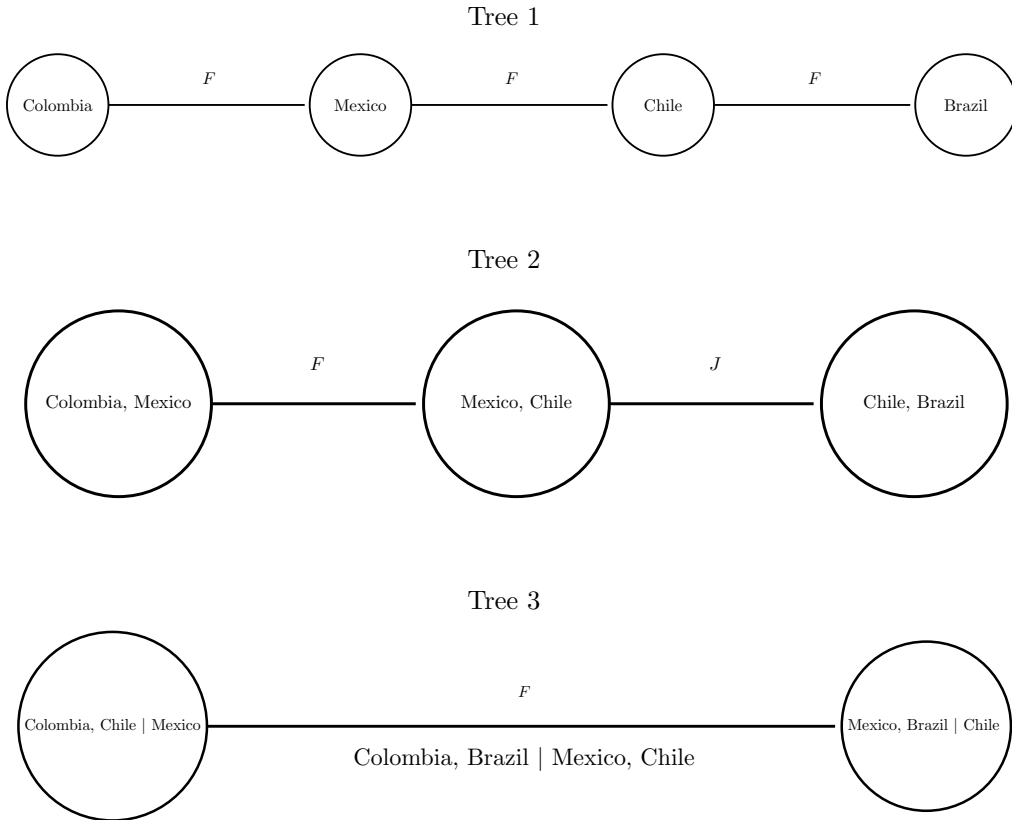 Tree 1
F F F
Colombia Mexico Chile Brazil
Tree 2
F J
Colombia, Mexico Mexico, Chile Chile, Brazil
Tree 3
F
Colombia, Chile | Mexico Mexico, Brazil | Chile
Colombia, Brazil | Mexico, Chile